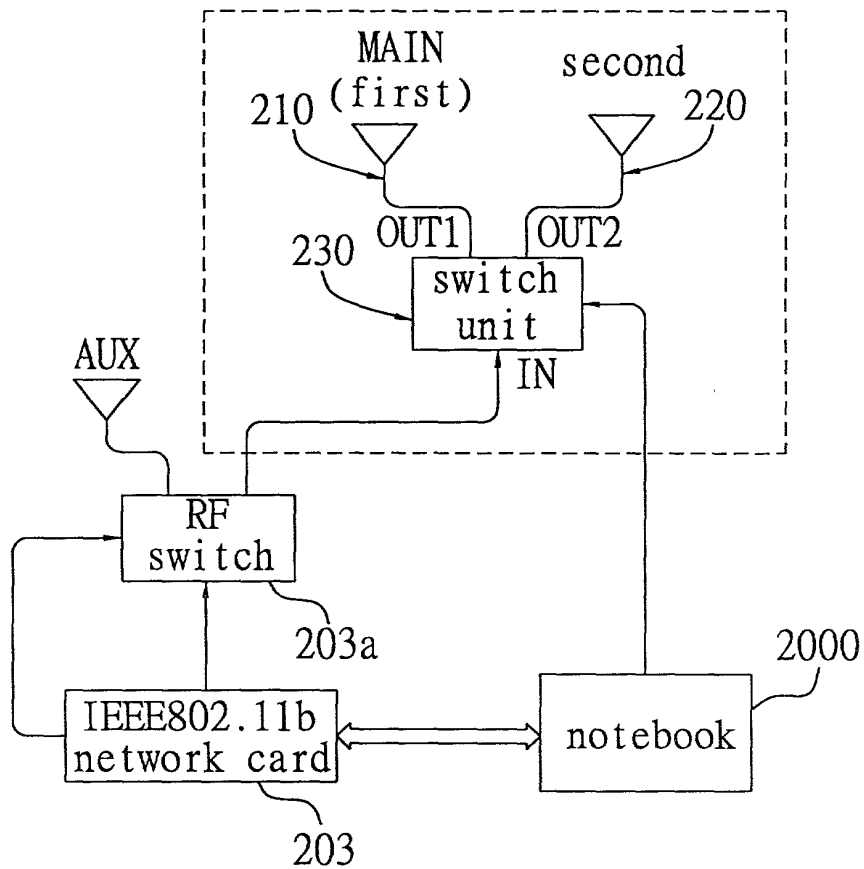 MAIN
(first)
second
210
220
OUT1
OUT2
230
switch
unit
IN
AUX
RF
switch
203a
2000
IEEE802.11b
network card
notebook
203